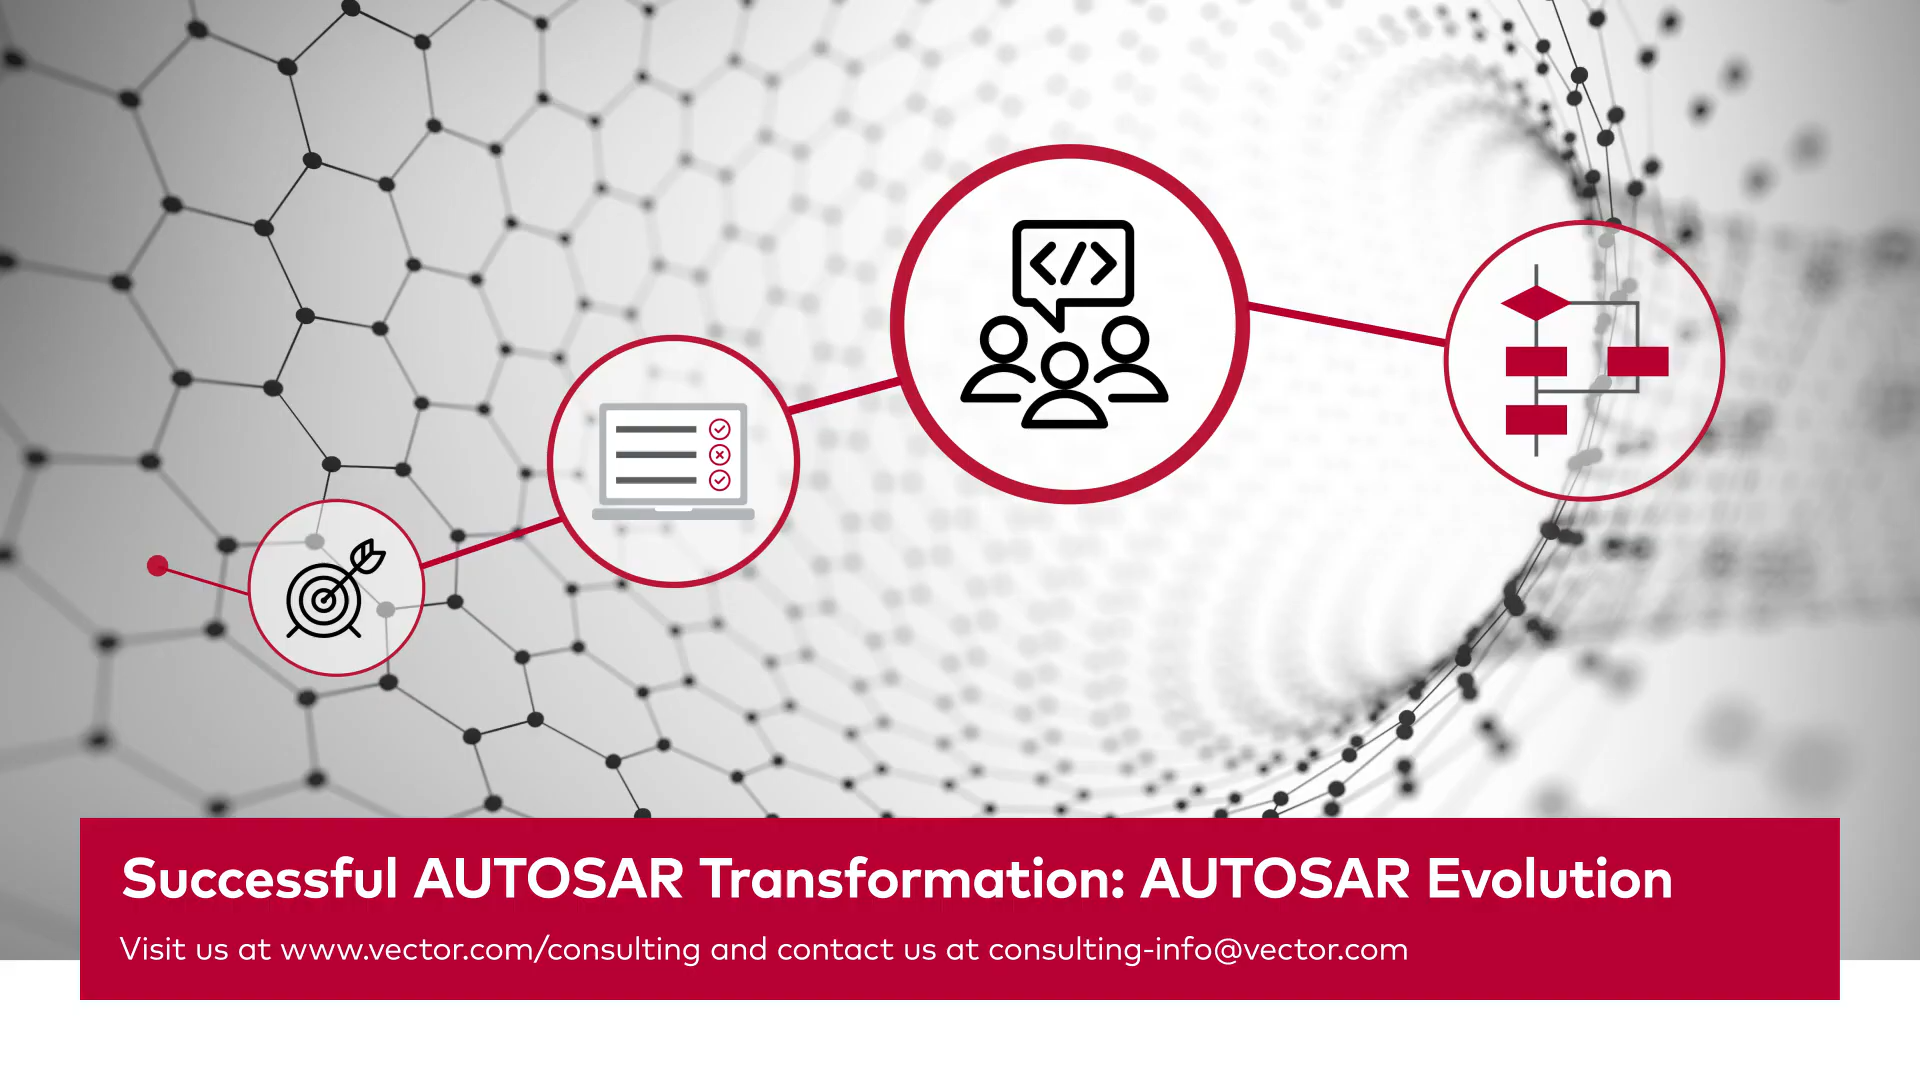 </>
Successful AUTOSAR Transformation: AUTOSAR Evolution
Visit us at www.vector.com/consulting and contact us at consulting-info@vector.com